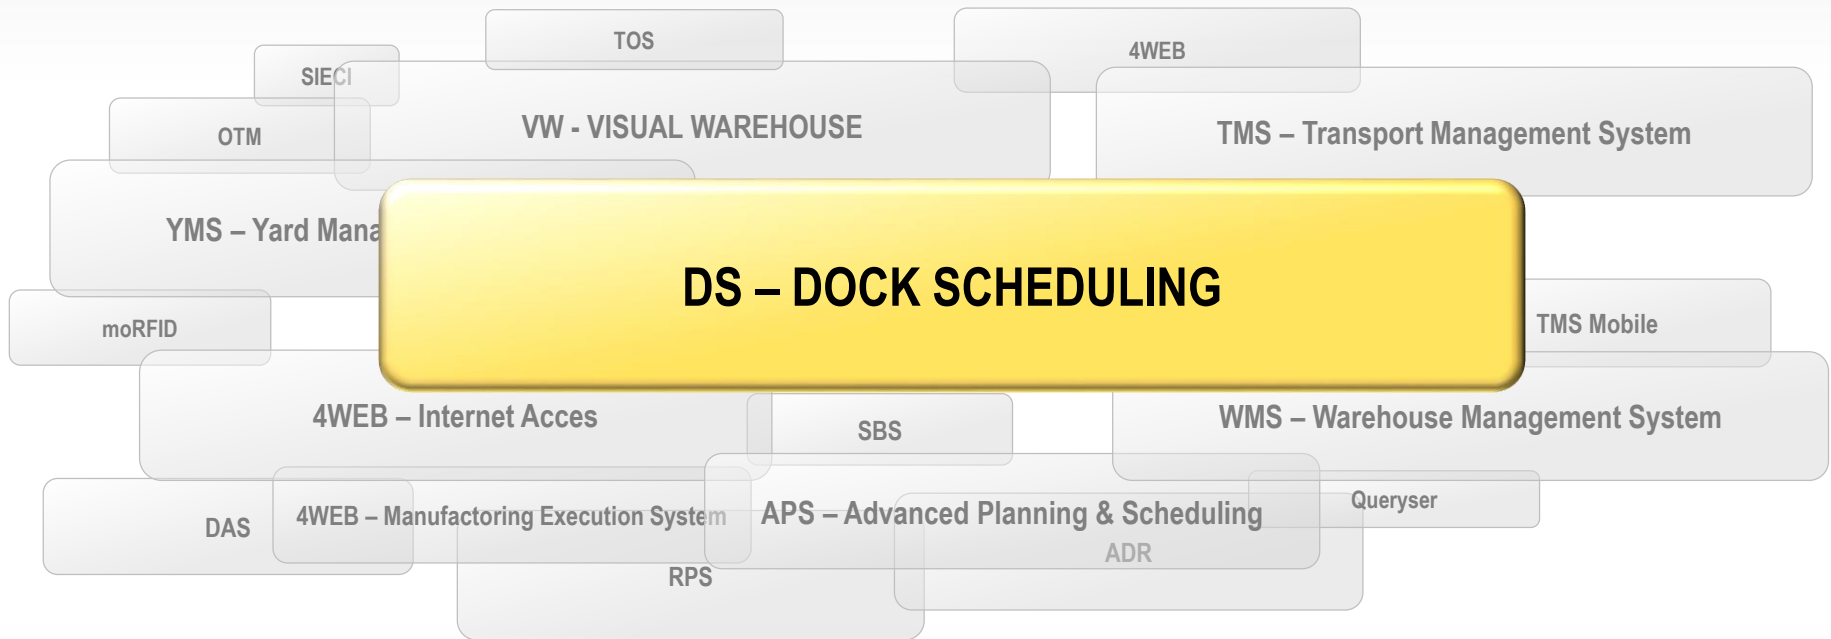 TOS
4WEB
SIECI
VW - VISUAL WAREHOUSE
TMS – Transport Management System
OTM
YMS – Yard Mana
DS – DOCK SCHEDULING
moRFID
TMS Mobile
4WEB – Internet Acces
SBS
WMS – Warehouse Management System
DAS
4WEB – Manufactoring Execution System
APS – Advanced Planning & Scheduling
Queryser
ADR
RPS